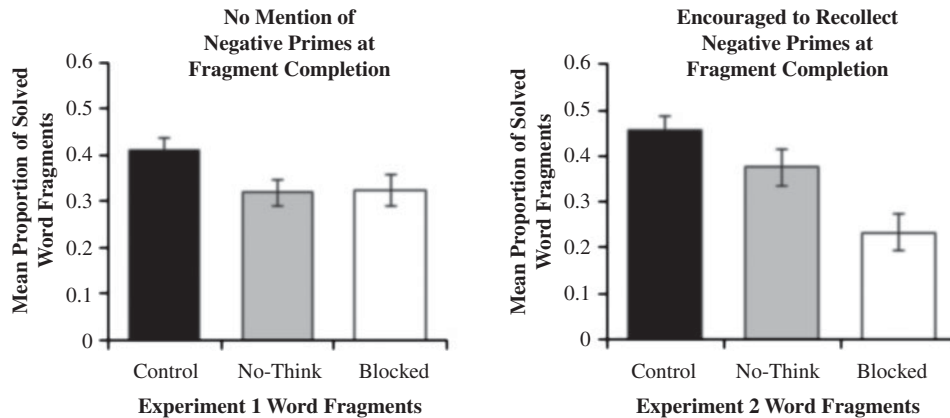 No Mention of
Negative Primes at
Fragment Completion
Mean Proportion of Solved
Word Fragments
0.6
0.5
0.4
0.3
0.2
0.1
0
Control No-Think Blocked
Experiment 1 Word Fragments
Encouraged to Recollect
Negative Primes at
Fragment Completion
Mean Proportion of Solved
Word Fragments
0.6
0.5
0.4
0.3
0.2
0.1
0
Control No-Think Blocked
Experiment 2 Word Fragments